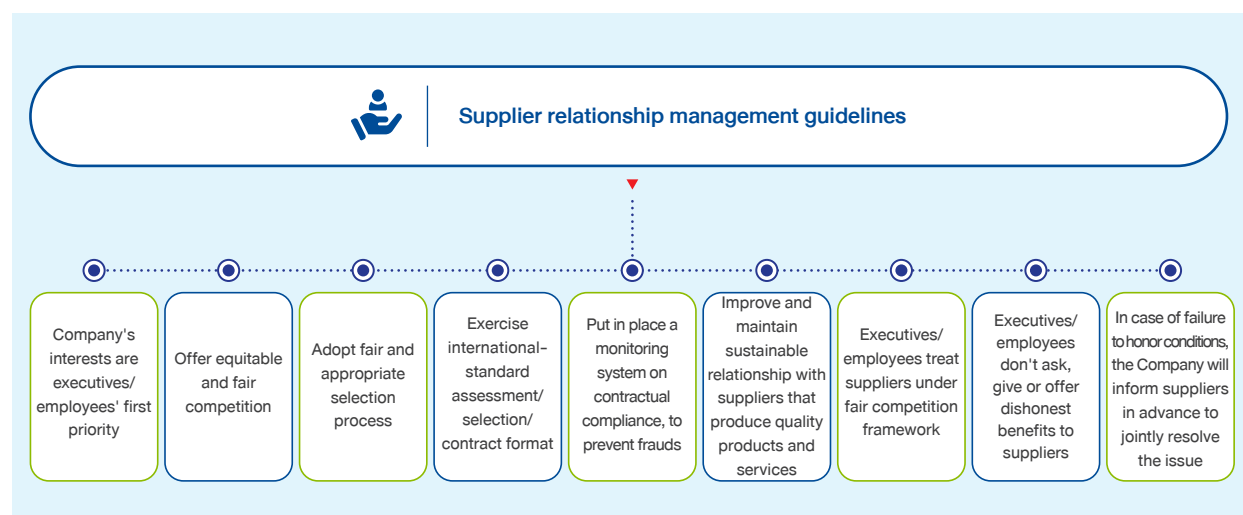 Supplier relationship management guidelines
Company's
interests are
executives/
employees' first
priority
Offer equitable
and fair
competition
Adopt fair and
appropriate
selection
process
Exercise
international-
standard
assessment/
selection/
contract format
Put in place a
monitoring
system on
contractual
compliance, to
prevent frauds
Improve and
maintain
sustainable
relationship with
suppliers that
produce quality
products and
services
Executives/
employees treat
suppliers under
fair competition
framework
Executives/
employees
don't ask,
give or offer
dishonest
benefits to
suppliers
In case of failure
to honor conditions,
the Company will
inform suppliers
in advance to
jointly resolve
the issue